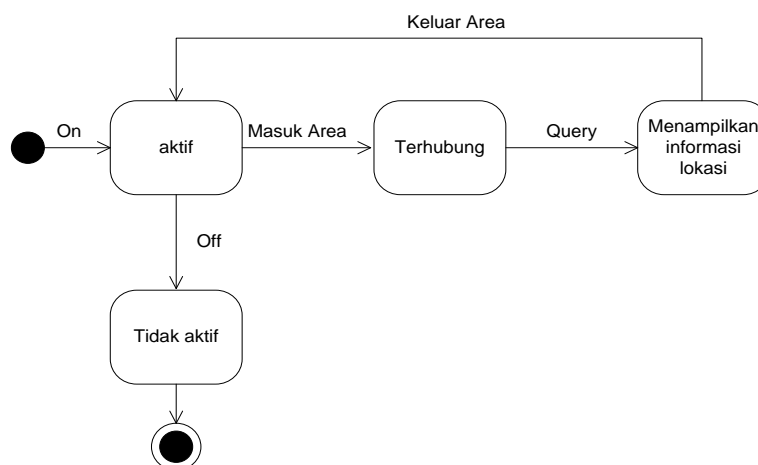 Keluar Area
On
aktif
Masuk Area
Terhubung
Query
Menampilkan
informasi
lokasi
Off
Tidak aktif